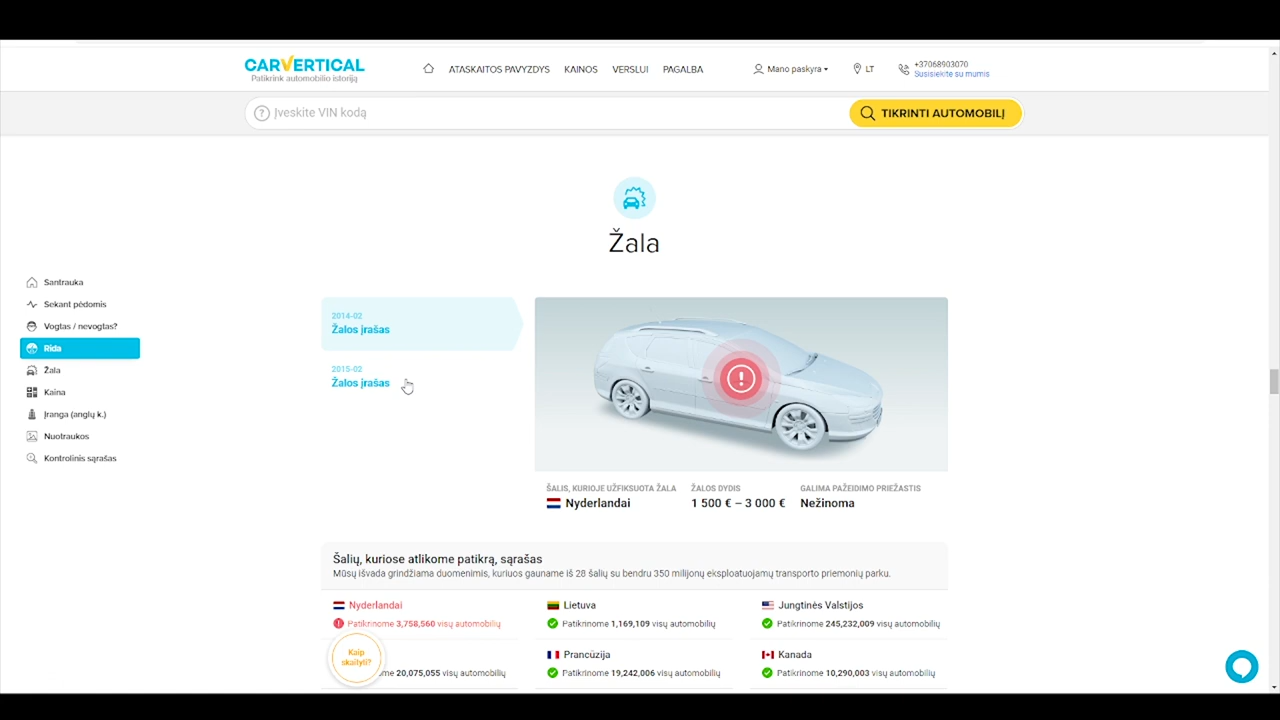 CARVERTICAL
Patikrink automobilio istoriją
ATASKAITOS PAVYZDYS
KAINOS
VERSLUI
PAGALBA
Mano paskyra
LT
+37068903070
Susisiekite su mumis
? Įveskite VIN kodą
TIKRINTI AUTOMOBILĮ
Žala
Santrauka
Sekant pėdomis
Vogtas / nevogtas?
Rida
Žala
Kaina
Įranga (anglų k.)
Nuotraukos
Kontrolinis sąrašas
2014-02
Žalos įrašas
2015-02
Žalos įrašas
ŠALIS, KURIOJE UŽFIKSUOTA ŽALA
Nyderlandai
ŽALOS DYDIS
1 500 € – 3 000 €
GALIMA PAŽEIDIMO PRIEŽASTIS
Nežinoma
Šalių, kuriose atlikome patikrą, sąrašas
Mūsų išvada grindžiama duomenimis, kuriuos gauname iš 28 šalių su bendru 350 milijonų eksploatuojamų transporto priemonių parku.
Nyderlandai
Patikrinome 3,758,560 visų automobilių
Lietuva
Patikrinome 1,169,109 visų automobilių
Jungtinės Valstijos
Patikrinome 245,232,009 visų automobilių
Kaip
skaityti?
me 20,075,055 visų automobilių
Prancūzija
Patikrinome 19,242,006 visų automobilių
Kanada
Patikrinome 10,290,003 visų automobilių